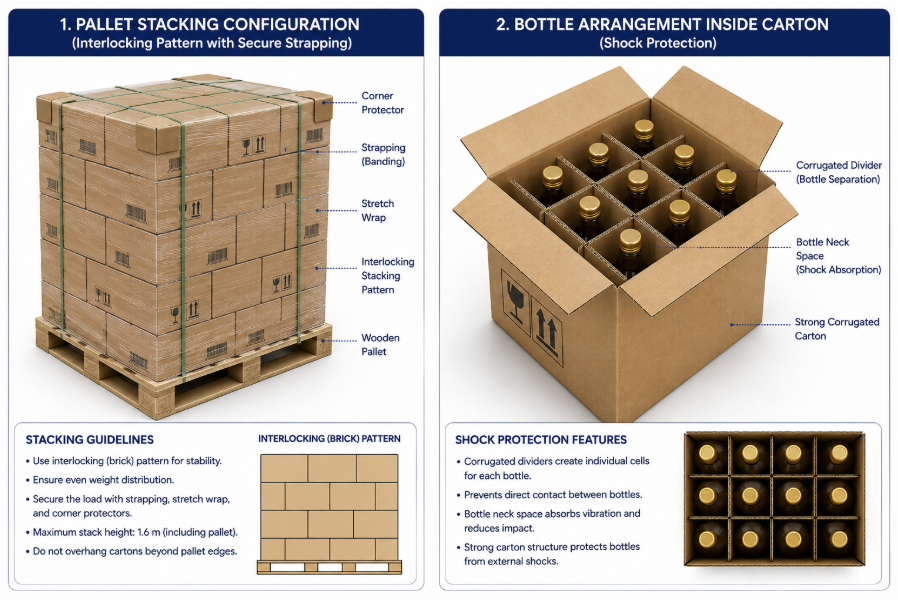 1. PALLET STACKING CONFIGURATION
(Interlocking Pattern with Secure Strapping)
Corner
Protector
Strapping
(Banding)
Stretch
Wrap
Interlocking
Stacking
Pattern
Wooden
Pallet
STACKING GUIDELINES
• Use interlocking (brick) pattern for stability.
• Ensure even weight distribution.
• Secure the load with strapping, stretch wrap,
and corner protectors.
• Maximum stack height: 1.6 m (including pallet).
• Do not overhang cartons beyond pallet edges.
INTERLOCKING (BRICK) PATTERN
2. BOTTLE ARRANGEMENT INSIDE CARTON
(Shock Protection)
Corrugated Divider
(Bottle Separation)
Bottle Neck
Space
(Shock Absorption)
Strong Corrugated
Carton
SHOCK PROTECTION FEATURES
• Corrugated dividers create individual cells
for each bottle.
• Prevents direct contact between bottles.
• Bottle neck space absorbs vibration and
reduces impact.
• Strong carton structure protects bottles
from external shocks.